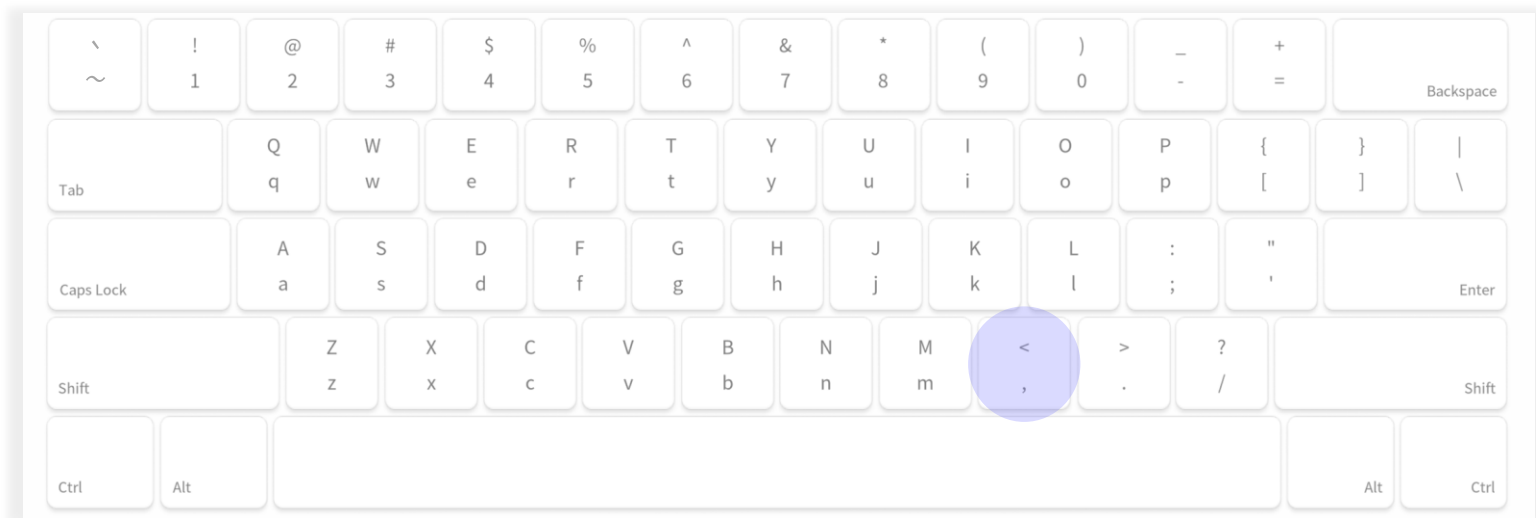 、 ! @ # $ % ^ & * ( ) _ +
～ 1 2 3 4 5 6 7 8 9 0 - =
Backspace
Q W E R T Y U I O P { } |
q w e r t y u i o p [ ] \
Tab
A S D F G H J K L : "
a s d f g h j k l ; '
Caps Lock Enter
Z X C V B N M < > ?
z x c v b n m , . /
Shift Shift
Ctrl Alt Alt Ctrl